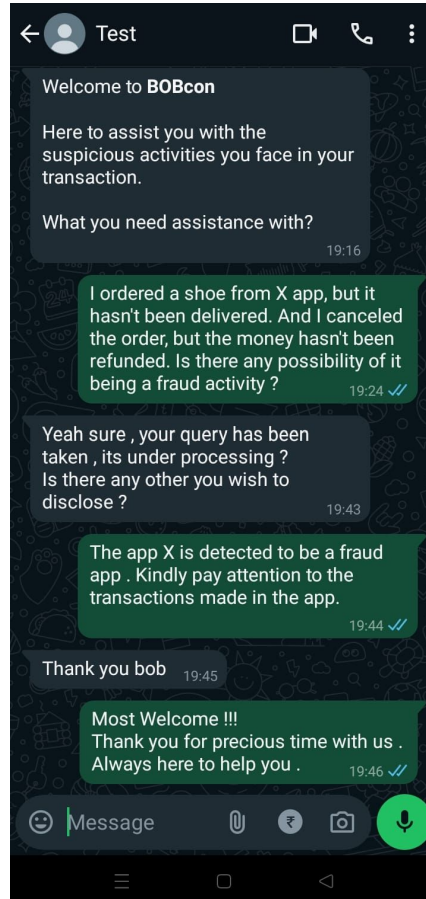 Test
Welcome to BOBcon
Here to assist you with the
suspicious activities you face in your
transaction.
What you need assistance with?
19:16
I ordered a shoe from X app, but it
hasn't been delivered. And I canceled
the order, but the money hasn't been
refunded. Is there any possibility of it
being a fraud activity ?
19:24
Yeah sure , your query has been
taken , its under processing ?
Is there any other you wish to
disclose ?
19:43
The app X is detected to be a fraud
app . Kindly pay attention to the
transactions made in the app.
19:44
Thank you bob
19:45
Most Welcome !!!
Thank you for precious time with us .
Always here to help you .
19:46
Message
₹